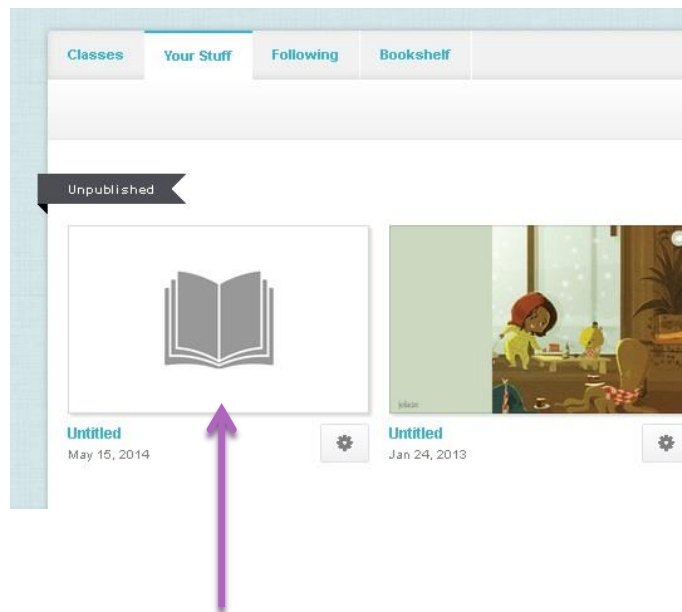 Classes Your Stuff Following Bookshelf
Unpublished
Untitled
May 15, 2014
Untitled
Jan 24, 2013